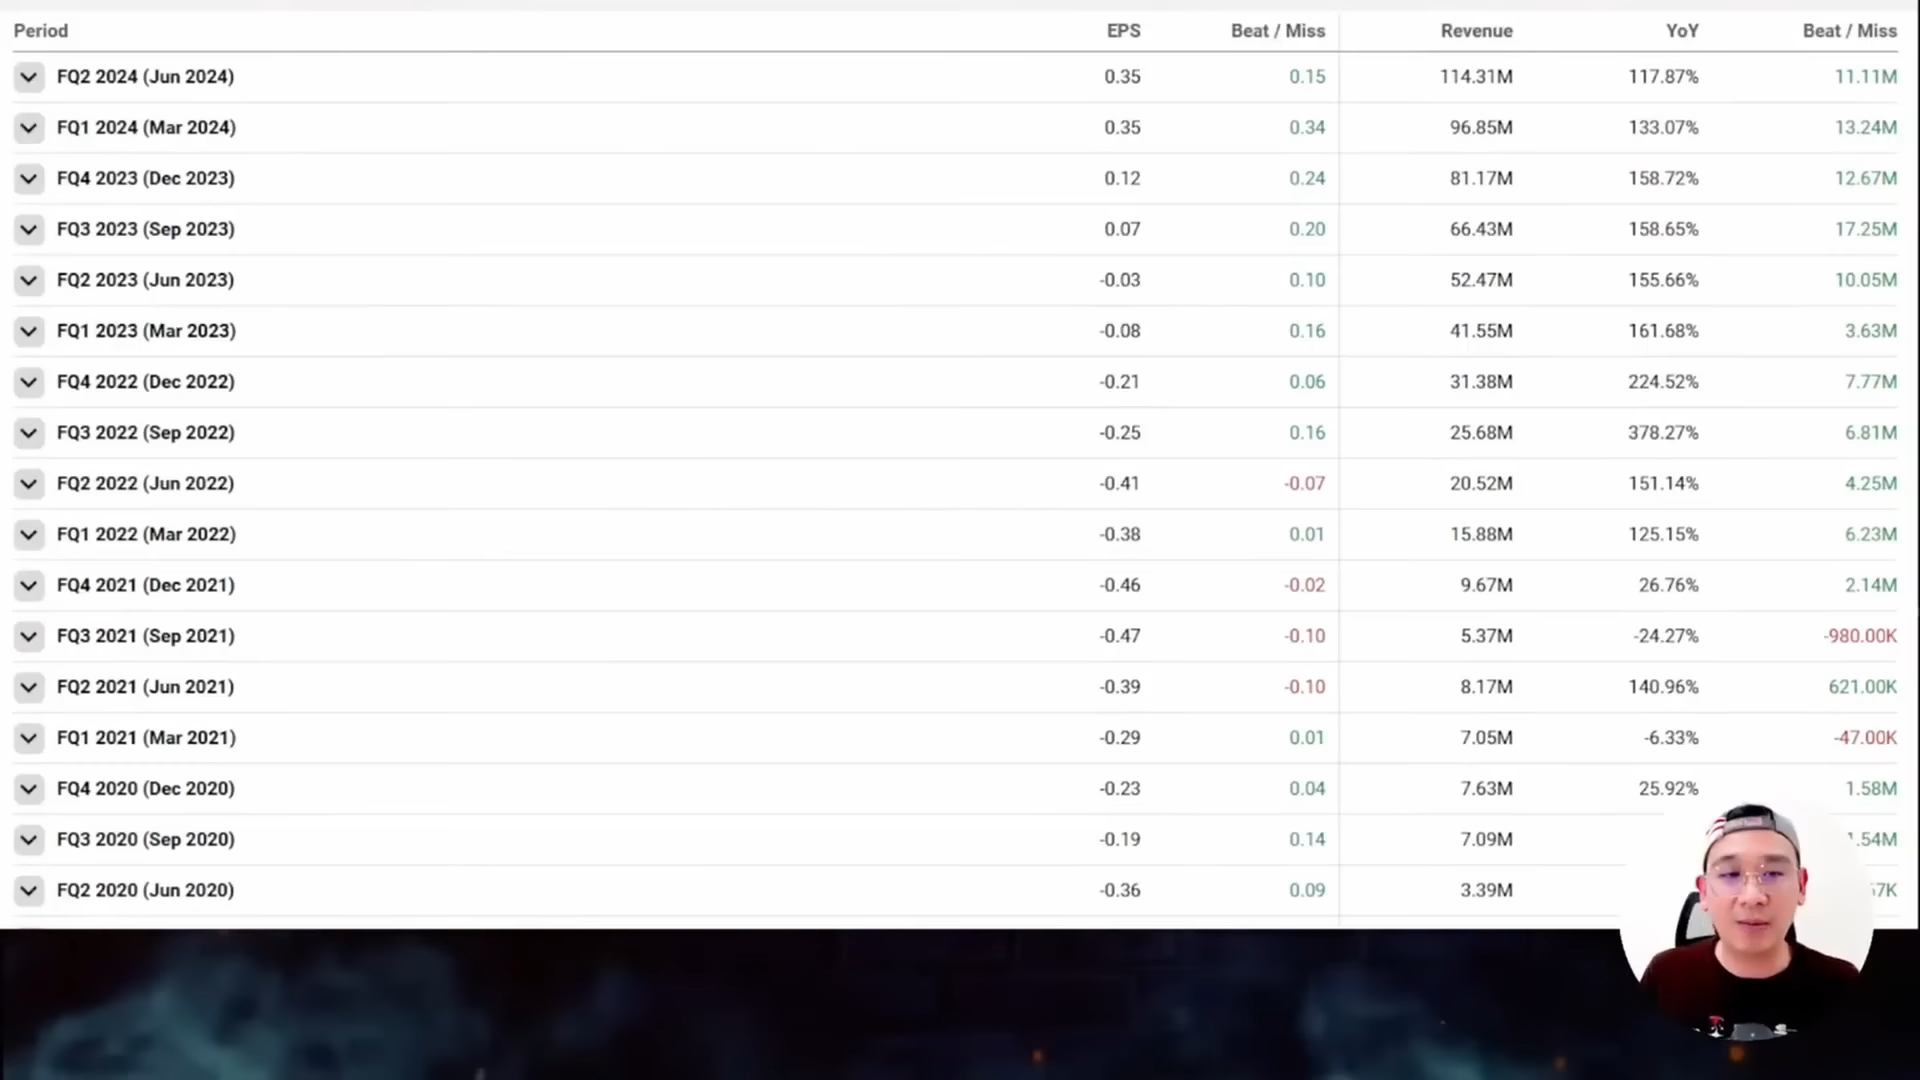 Period EPS Beat / Miss Revenue YoY Beat / Miss
FQ2 2024 (Jun 2024) 0.35 0.15 114.31M 117.87% 11.11M
FQ1 2024 (Mar 2024) 0.35 0.34 96.85M 133.07% 13.24M
FQ4 2023 (Dec 2023) 0.12 0.24 81.17M 158.72% 12.67M
FQ3 2023 (Sep 2023) 0.07 0.20 66.43M 158.65% 17.25M
FQ2 2023 (Jun 2023) -0.03 0.10 52.47M 155.66% 10.05M
FQ1 2023 (Mar 2023) -0.08 0.16 41.55M 161.68% 3.63M
FQ4 2022 (Dec 2022) -0.21 0.06 31.38M 224.52% 7.77M
FQ3 2022 (Sep 2022) -0.25 0.16 25.68M 378.27% 6.81M
FQ2 2022 (Jun 2022) -0.41 -0.07 20.52M 151.14% 4.25M
FQ1 2022 (Mar 2022) -0.38 0.01 15.88M 125.15% 6.23M
FQ4 2021 (Dec 2021) -0.46 -0.02 9.67M 26.76% 2.14M
FQ3 2021 (Sep 2021) -0.47 -0.10 5.37M -24.27% -980.00K
FQ2 2021 (Jun 2021) -0.39 -0.10 8.17M 140.96% 621.00K
FQ1 2021 (Mar 2021) -0.29 0.01 7.05M -6.33% -47.00K
FQ4 2020 (Dec 2020) -0.23 0.04 7.63M 25.92% 1.58M
FQ3 2020 (Sep 2020) -0.19 0.14 7.09M
FQ2 2020 (Jun 2020) -0.36 0.09 3.39M